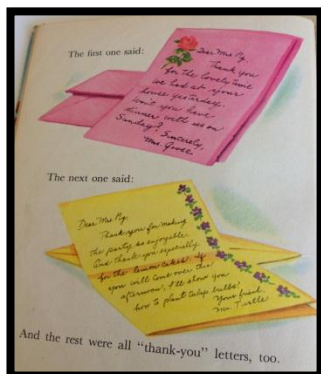 The first one said:
Dear Mrs Pig,
Thank you
for the lovely time
we had at your
house yesterday.
Won't you have
dinner with us on
Sunday? Sincerely,
Mrs Goose.
The next one said:
Dear Mrs Pig,
Thank you for making
the party so enjoyable.
And thank you especially
for the lemon cakes. If
you will come over this
afternoon, I'll show you
how to plant tulip bulbs!
Your friend,
Mr Turtle
And the rest were all "thank-you" letters, too.